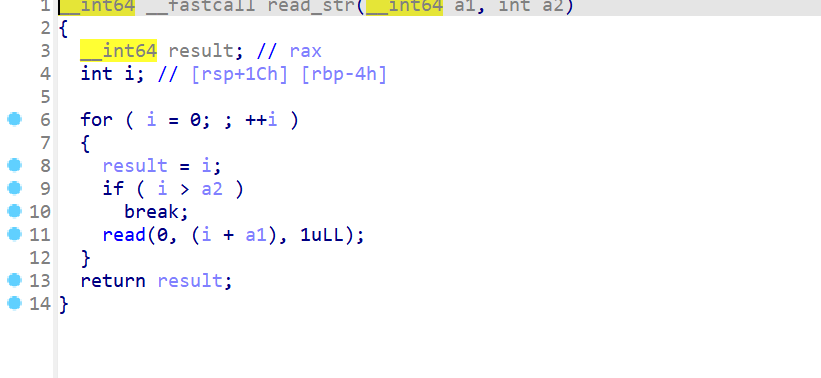 1 __int64 __fastcall read_str(__int64 a1, int a2)
2 {
3   __int64 result; // rax
4   int i; // [rsp+1Ch] [rbp-4h]
5
6   for ( i = 0; ; ++i )
7   {
8     result = i;
9     if ( i > a2 )
10       break;
11     read(0, (i + a1), 1uLL);
12   }
13   return result;
14 }